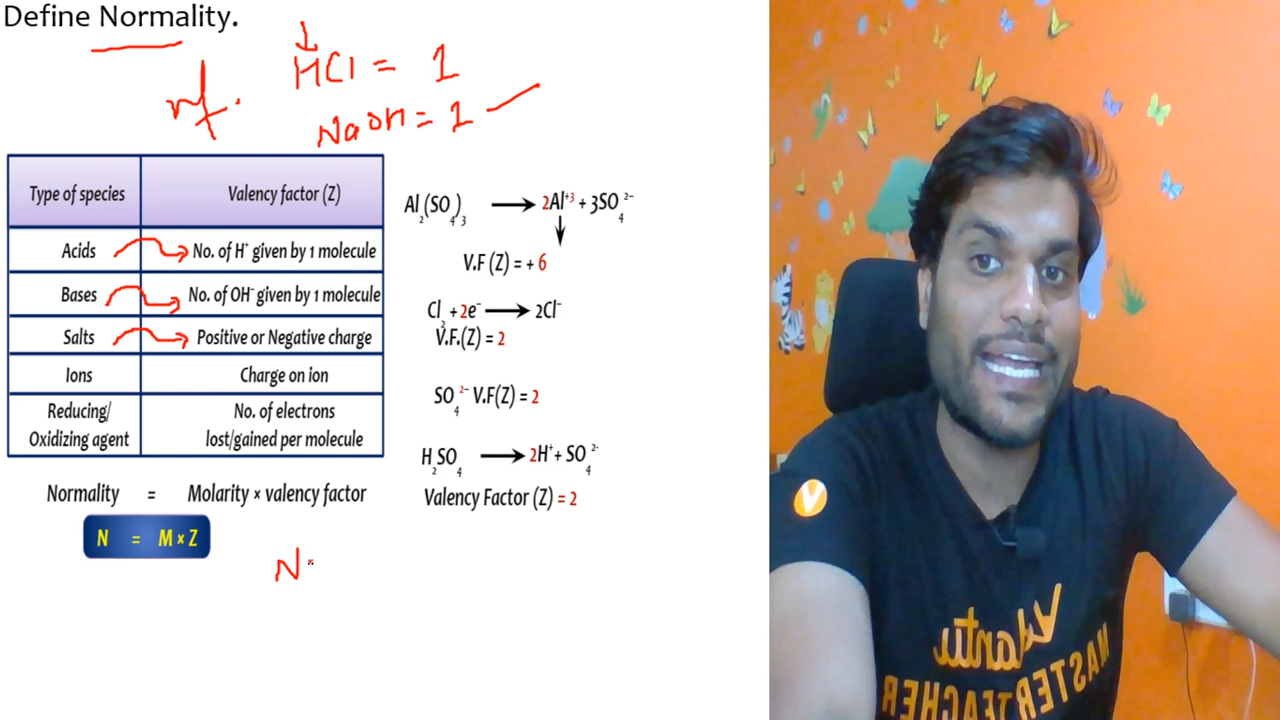 Define Normality.
HCl = 1
nf.
NaOH = 1
Type of species Valency factor (Z)
Acids No. of H⁺ given by 1 molecule
Bases No. of OH⁻ given by 1 molecule
Salts Positive or Negative charge
Ions Charge on ion
Reducing/
Oxidizing agent
No. of electrons
lost/gained per molecule
Normality = Molarity × valency factor
N = M × Z
N
Al₂(SO₄)₃ ⟶ 2Al⁺³ + 3SO₄²⁻
V.F (Z) = + 6
Cl₂ + 2e⁻ ⟶ 2Cl⁻
V.F.(Z) = 2
SO₄²⁻ V.F(Z) = 2
H₂SO₄ ⟶ 2H⁺ + SO₄²⁻
Valency Factor (Z) = 2
V
Vedantu
MASTER TEACHER